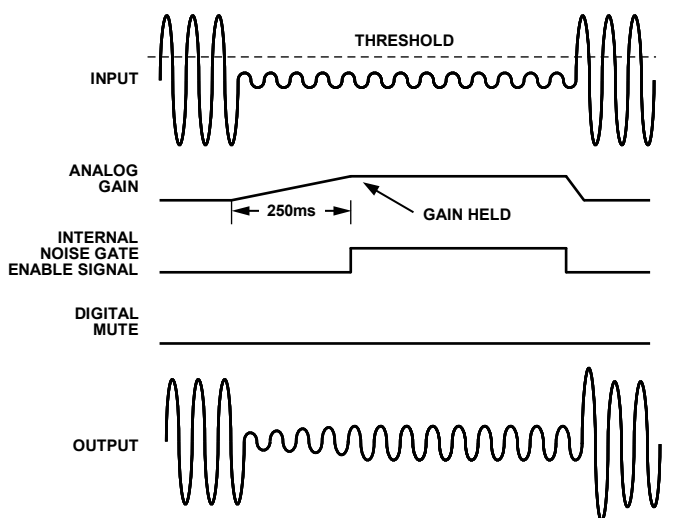 THRESHOLD
INPUT
ANALOG
GAIN
250ms
GAIN HELD
INTERNAL
NOISE GATE
ENABLE SIGNAL
DIGITAL
MUTE
OUTPUT